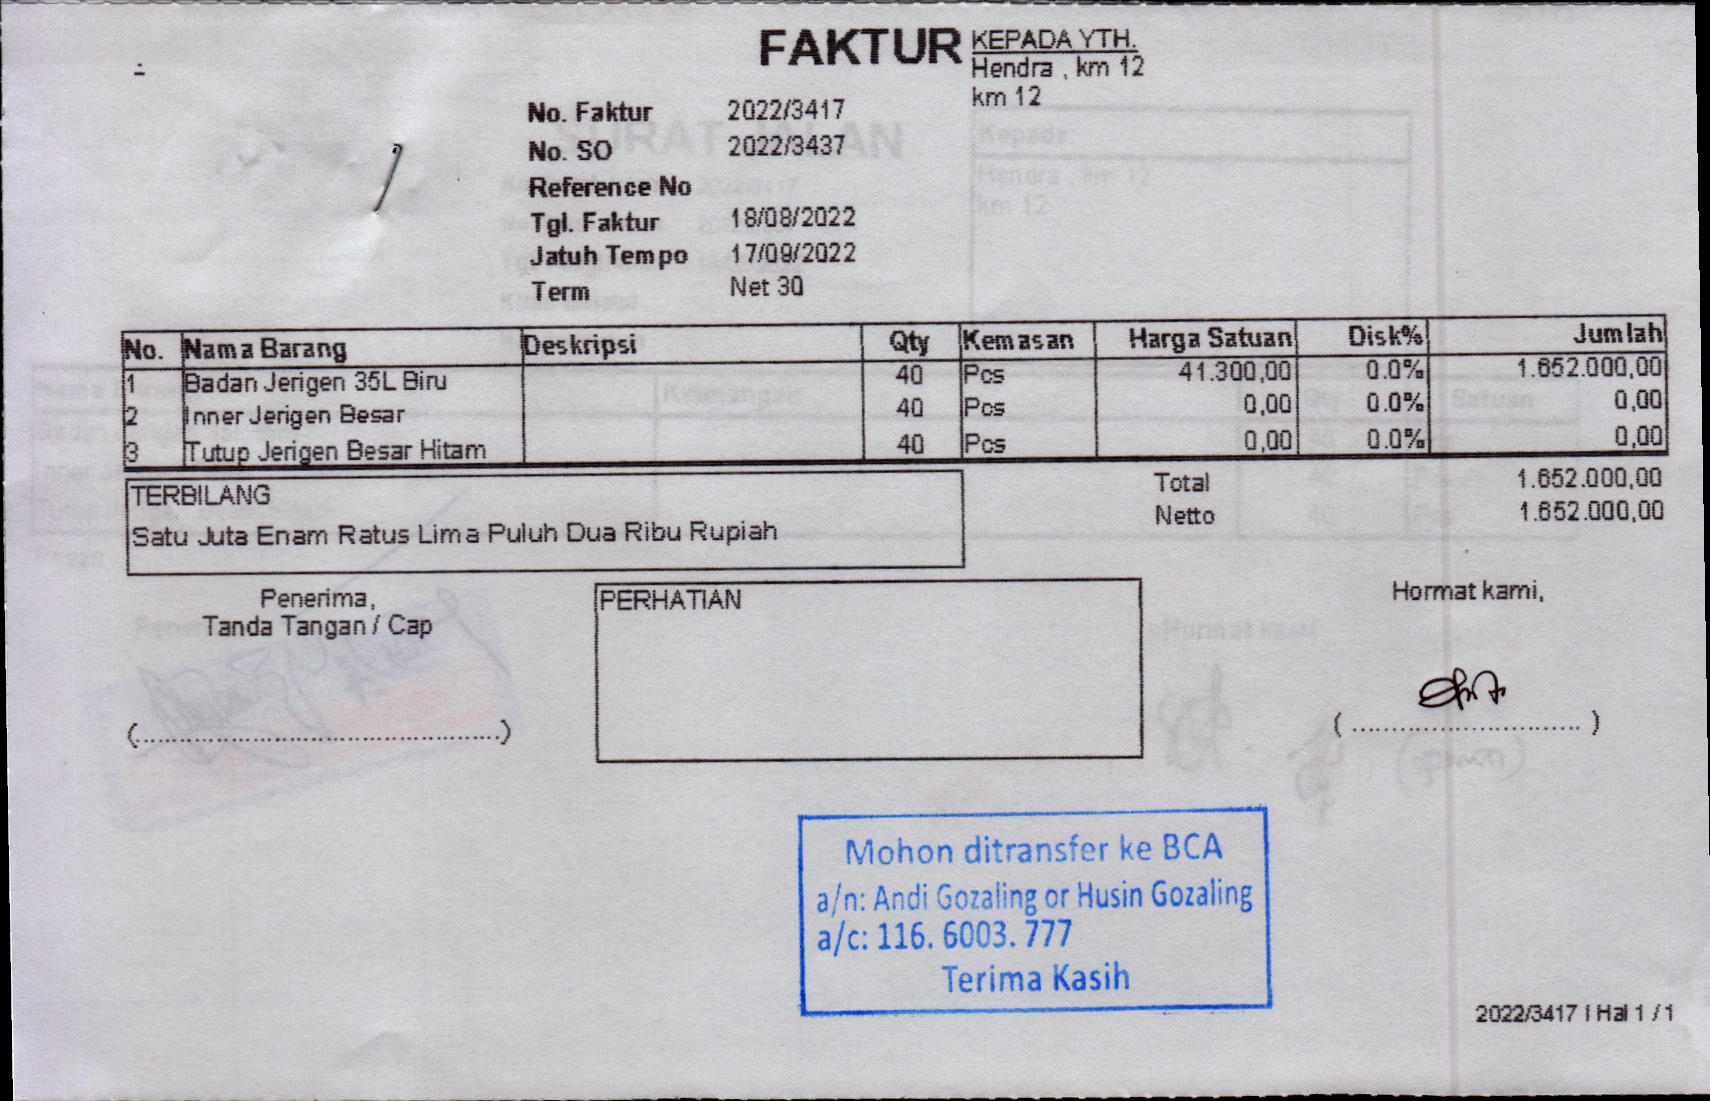 FAKTUR
KEPADA YTH.
Hendra , km 12
km 12
No. Faktur 2022/3417
No. SO 2022/3437
Reference No
Tgl. Faktur 18/08/2022
Jatuh Tempo 17/09/2022
Term Net 30
No. Nama Barang Deskripsi Qty Kemasan Harga Satuan Disk% Jumlah
1 Badan Jerigen 35L Biru 40 Pcs 41.300,00 0.0% 1.652.000,00
2 Inner Jerigen Besar 40 Pcs 0,00 0.0% 0,00
3 Tutup Jerigen Besar Hitam 40 Pcs 0,00 0.0% 0,00
Total 1.652.000,00
Netto 1.652.000,00
TERBILANG
Satu Juta Enam Ratus Lima Puluh Dua Ribu Rupiah
Penerima,
Tanda Tangan / Cap
(................................................)
PERHATIAN
Hormat kami,
( .............................. )
Mohon ditransfer ke BCA
a/n: Andi Gozaling or Husin Gozaling
a/c: 116. 6003. 777
Terima Kasih
2022/3417 | Hal 1 / 1